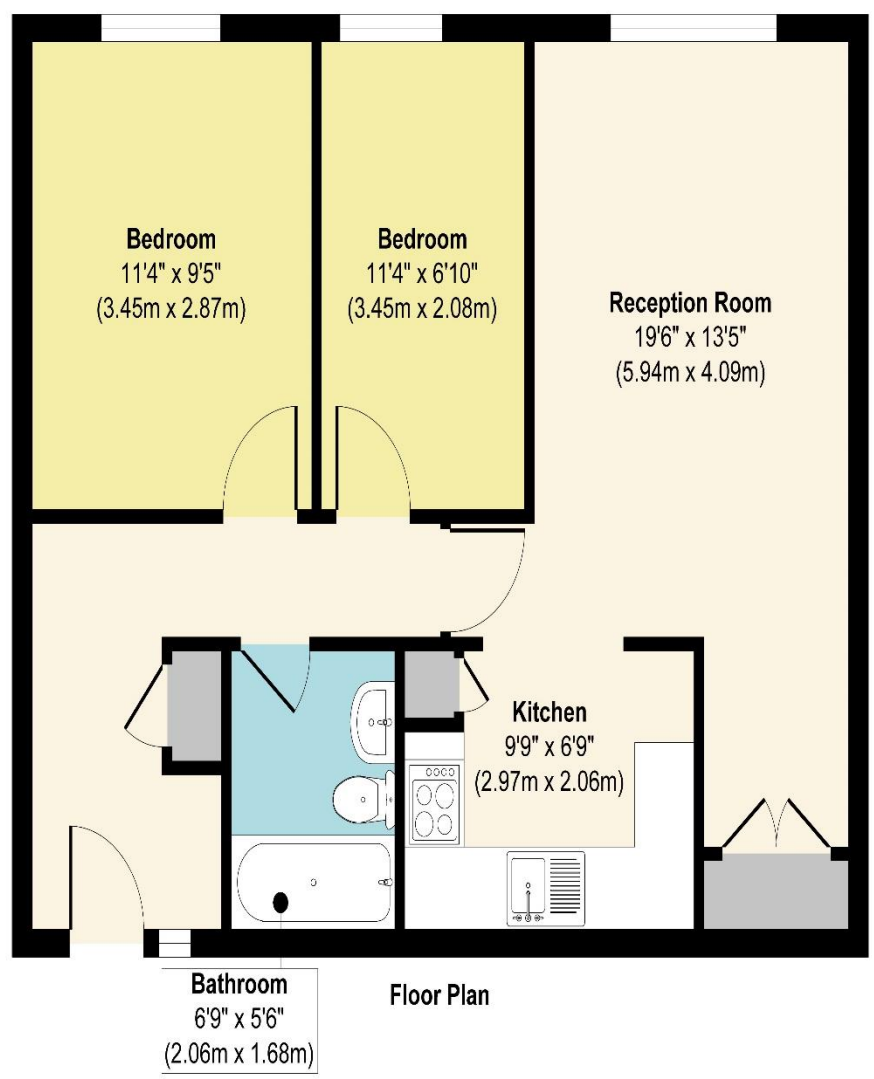 Bedroom
11'4" x 9'5"
(3.45m x 2.87m)
Bedroom
11'4" x 6'10"
(3.45m x 2.08m)
Reception Room
19'6" x 13'5"
(5.94m x 4.09m)
Kitchen
9'9" x 6'9"
(2.97m x 2.06m)
Bathroom
6'9" x 5'6"
(2.06m x 1.68m)
Floor Plan